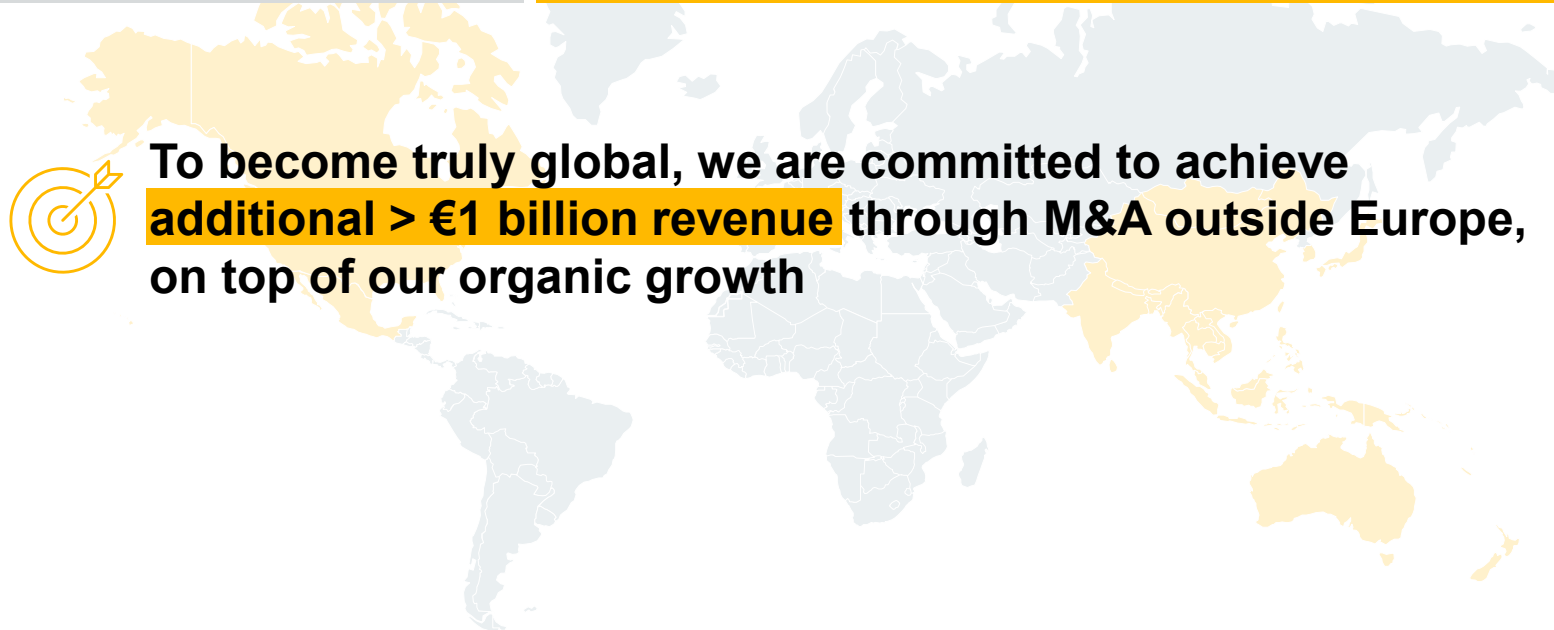 To become truly global, we are committed to achieve
additional > €1 billion revenue through M&A outside Europe,
on top of our organic growth